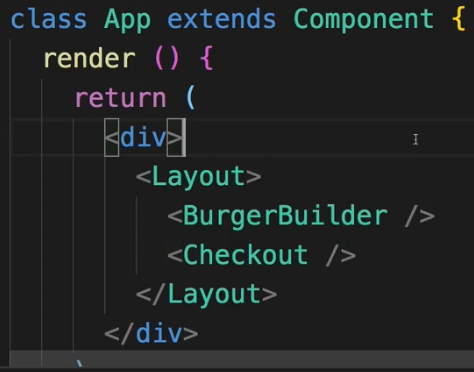 class App extends Component {
render () {
return (
<div>
<Layout>
<BurgerBuilder />
<Checkout />
</Layout>
</div>
)